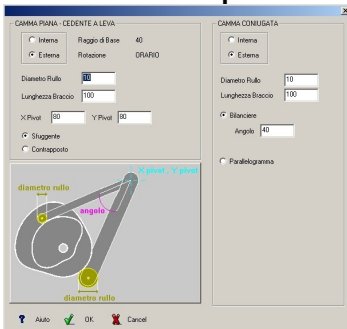 CAMMA PIANA - CEDENTE A LEVA
Interna
Raggio di Base 40
Esterna
Rotazione ORARIO
Diametro Rullo 10
Lunghezza Braccio 100
X Pivot 80 Y Pivot 80
Sfuggente
Contrapposto
X pivot , Y pivot
diametro rullo
angolo
diametro rullo
CAMMA CONIUGATA
Interna
Esterna
Diametro Rullo 10
Lunghezza Braccio 100
Bilanciere
Angolo 40
Parallelogramma
? Aiuto OK Cancel